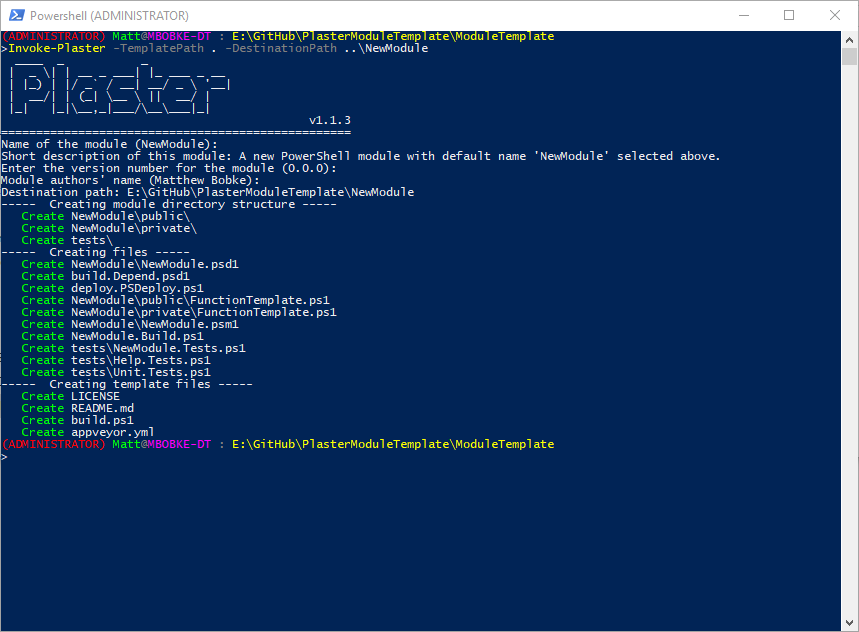 Powershell (ADMINISTRATOR)
(ADMINISTRATOR) Matt@MBOBKE-DT : E:\GitHub\PlasterModuleTemplate\ModuleTemplate
>Invoke-Plaster -TemplatePath . -DestinationPath ..\NewModule
Plaster
v1.1.3
==================================================
Name of the module (NewModule):
Short description of this module: A new PowerShell module with default name 'NewModule' selected above.
Enter the version number for the module (0.0.0):
Module authors' name (Matthew Bobke):
Destination path: E:\GitHub\PlasterModuleTemplate\NewModule
-----  Creating module directory structure -----
   Create NewModule\public\
   Create NewModule\private\
   Create tests\
-----  Creating files -----
   Create NewModule\NewModule.psd1
   Create build.Depend.psd1
   Create deploy.PSDeploy.ps1
   Create NewModule\public\FunctionTemplate.ps1
   Create NewModule\private\FunctionTemplate.ps1
   Create NewModule\NewModule.psm1
   Create NewModule.Build.ps1
   Create tests\NewModule.Tests.ps1
   Create tests\Help.Tests.ps1
   Create tests\Unit.Tests.ps1
-----  Creating template files -----
   Create LICENSE
   Create README.md
   Create build.ps1
   Create appveyor.yml
(ADMINISTRATOR) Matt@MBOBKE-DT : E:\GitHub\PlasterModuleTemplate\ModuleTemplate
>